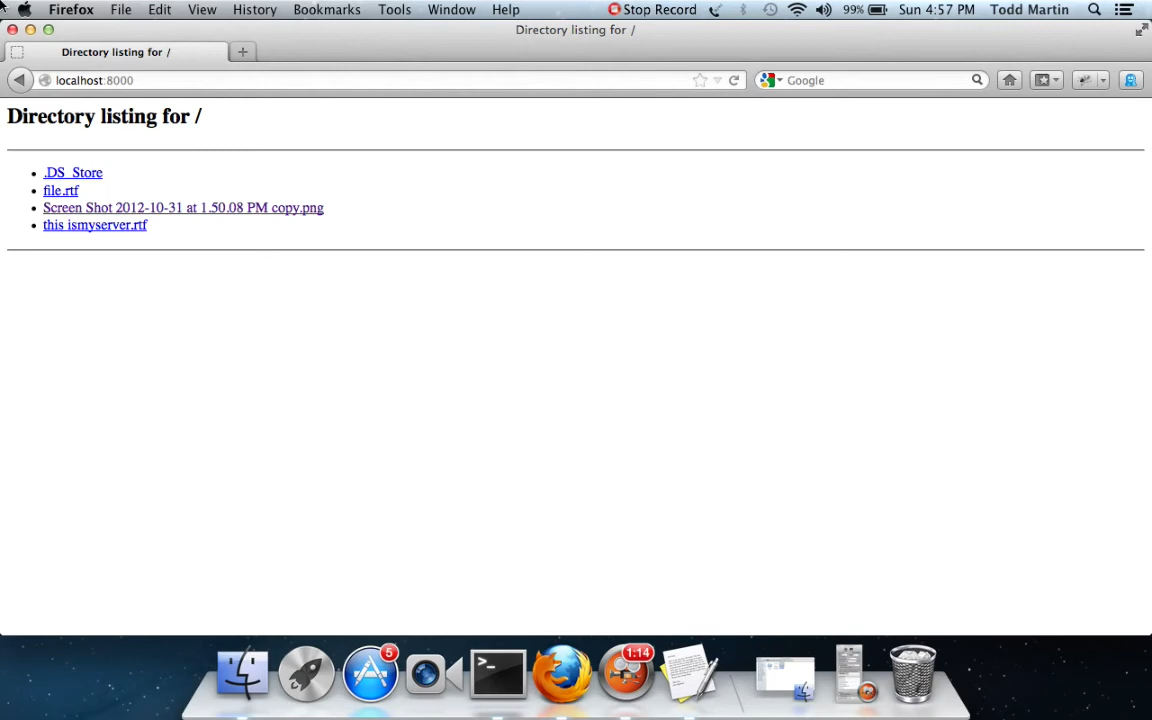 Firefox File Edit View History Bookmarks Tools Window Help Stop Record 99% Sun 4:57 PM Todd Martin
Directory listing for /
Directory listing for /
localhost:8000 Google
Directory listing for /
.DS_Store
file.rtf
Screen Shot 2012-10-31 at 1.50.08 PM copy.png
this ismyserver.rtf
5 >_ 1:14